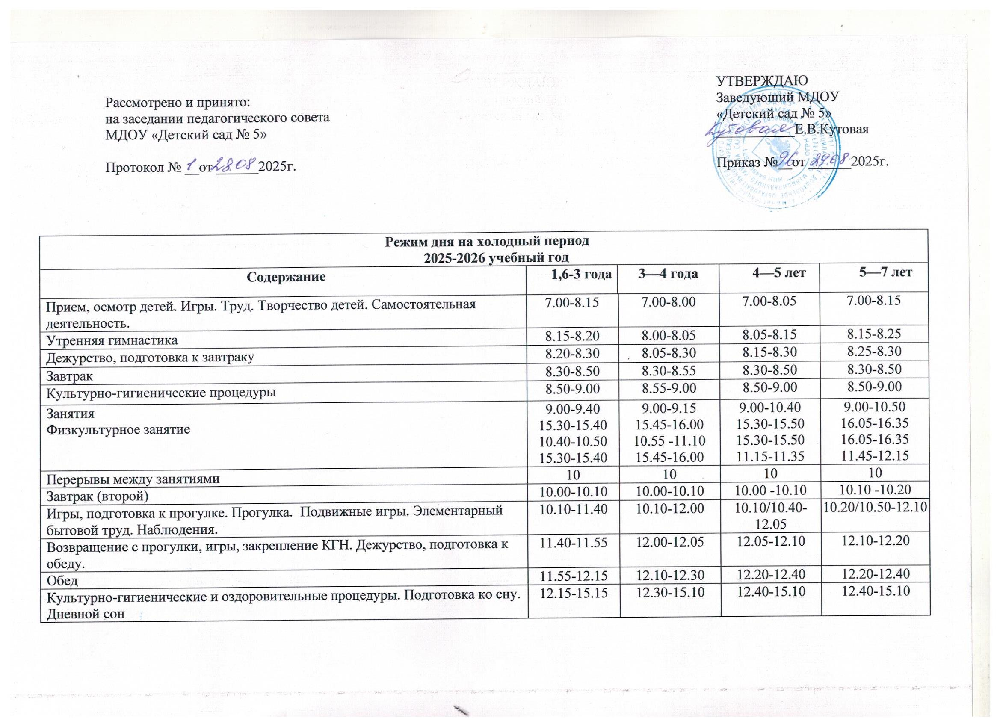 УТВЕРЖДАЮ
Заведующий МДОУ
«Детский сад № 5»
Кутовая Е.В.Кутовая
Приказ № 96 от 29.08 2025г.
Рассмотрено и принято:
на заседании педагогического совета
МДОУ «Детский сад № 5»
Протокол № 1 от 28.08 2025г.
Режим дня на холодный период
2025-2026 учебный год
Содержание 1,6-3 года 3—4 года 4—5 лет 5—7 лет
Прием, осмотр детей. Игры. Труд. Творчество детей. Самостоятельная 7.00-8.15 7.00-8.00 7.00-8.05 7.00-8.15
деятельность.
Утренняя гимнастика 8.15-8.20 8.00-8.05 8.05-8.15 8.15-8.25
Дежурство, подготовка к завтраку 8.20-8.30 8.05-8.30 8.15-8.30 8.25-8.30
Завтрак 8.30-8.50 8.30-8.55 8.30-8.50 8.30-8.50
Культурно-гигиенические процедуры 8.50-9.00 8.55-9.00 8.50-9.00 8.50-9.00
Занятия 9.00-9.40 9.00-9.15 9.00-10.40 9.00-10.50
Физкультурное занятие 15.30-15.40 15.45-16.00 15.30-15.50 16.05-16.35
10.40-10.50 10.55 -11.10 15.30-15.50 16.05-16.35
15.30-15.40 15.45-16.00 11.15-11.35 11.45-12.15
Перерывы между занятиями 10 10 10 10
Завтрак (второй) 10.00-10.10 10.00-10.10 10.00 -10.10 10.10 -10.20
Игры, подготовка к прогулке. Прогулка. Подвижные игры. Элементарный 10.10-11.40 10.10-12.00 10.10/10.40- 10.20/10.50-12.10
бытовой труд. Наблюдения. 12.05
Возвращение с прогулки, игры, закрепление КГН. Дежурство, подготовка к 11.40-11.55 12.00-12.05 12.05-12.10 12.10-12.20
обеду.
Обед 11.55-12.15 12.10-12.30 12.20-12.40 12.20-12.40
Культурно-гигиенические и оздоровительные процедуры. Подготовка ко сну. 12.15-15.15 12.30-15.10 12.40-15.10 12.40-15.10
Дневной сон